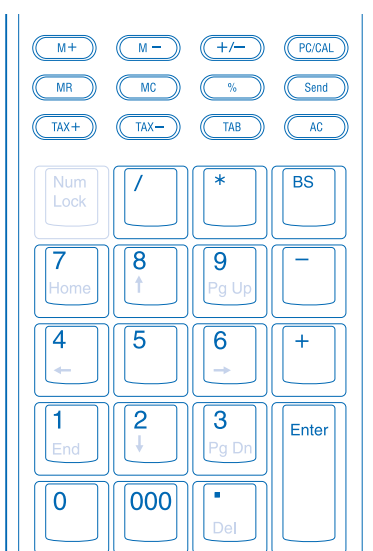 M+ M− +/− PC/CAL
MR MC % Send
TAX+ TAX− TAB AC
Num / * BS
Lock
7 8 9 −
Home ↑ Pg Up
4 5 6 +
← →
1 2 3 Enter
End ↓ Pg Dn
0 000 .
Del